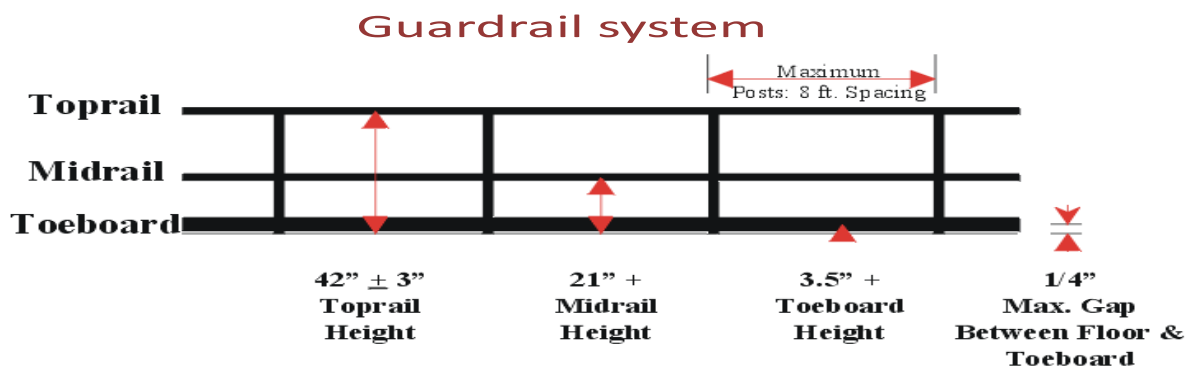 Guardrail system
Maximum
Posts: 8 ft. Spacing
Toprail
Midrail
Toeboard
42” ± 3”
Toprail
Height
21” +
Midrail
Height
3.5” +
Toeboard
Height
1/4”
Max. Gap
Between Floor &
Toeboard